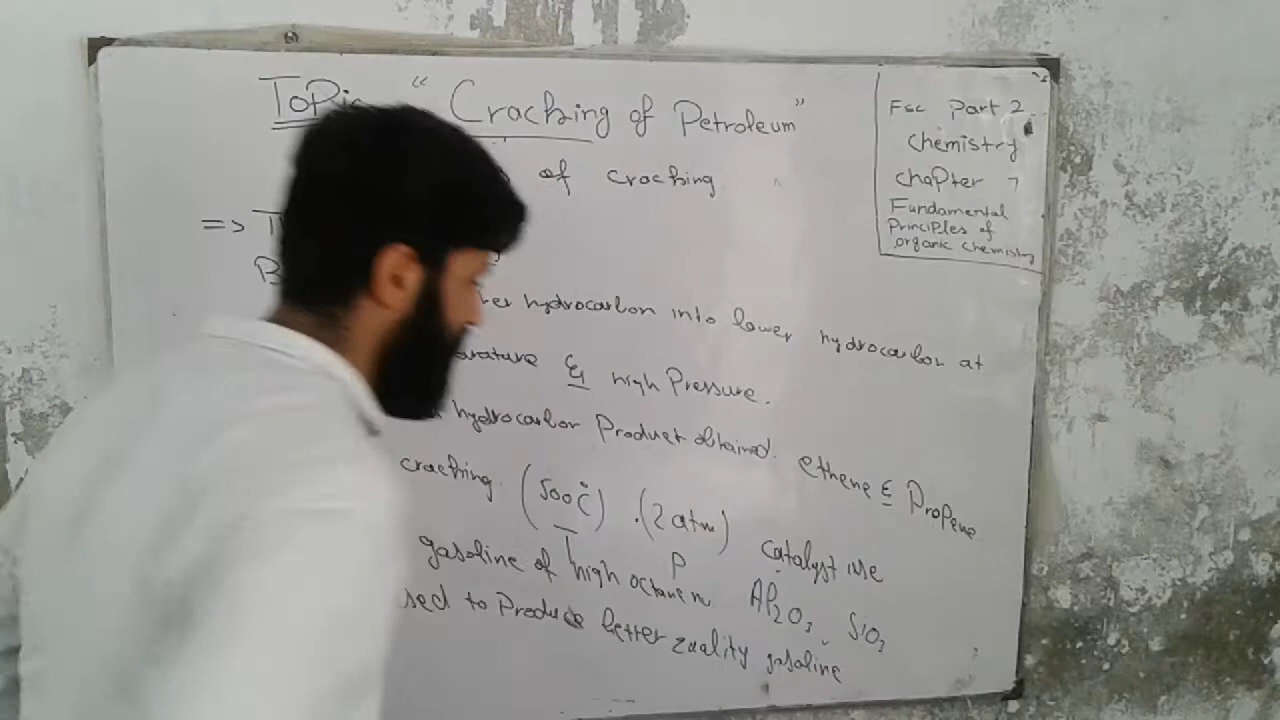 ToPic "Cracking of Petroleum"
of cracking
=> T
B
hydrocarbon into lower hydrocarbon at
& high Pressure.
hydrocarbon Product obtained. ethene & Propene
cracking (500°C) . (2 atm) catalyst use
T P
gasoline of high octane n. Al2O3, SiO2
sed to Produce better quality gasoline
Fsc Part 2
chemistry
chapter 7
Fundamental
Principles of
organic chemistry